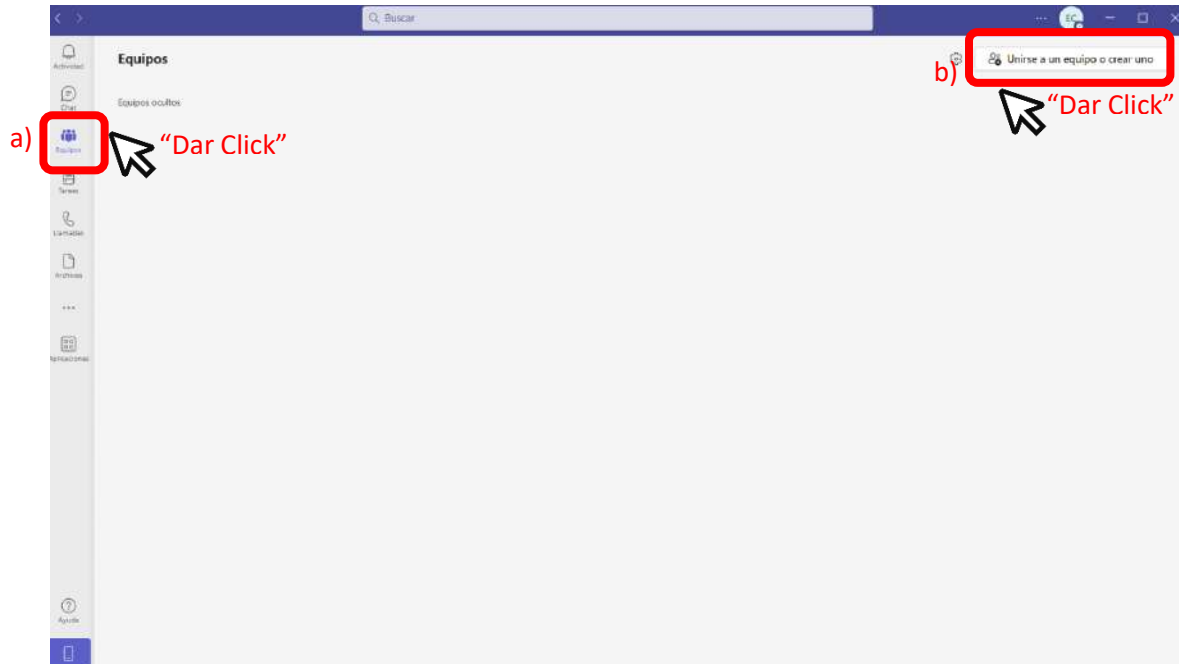 Buscar
EC
Actividad
Equipos
b)
Unirse a un equipo o crear uno
Chat
Equipos ocultos
“Dar Click”
a)
Equipos
“Dar Click”
Tareas
Llamadas
Archivos
Aplicaciones
Ayuda